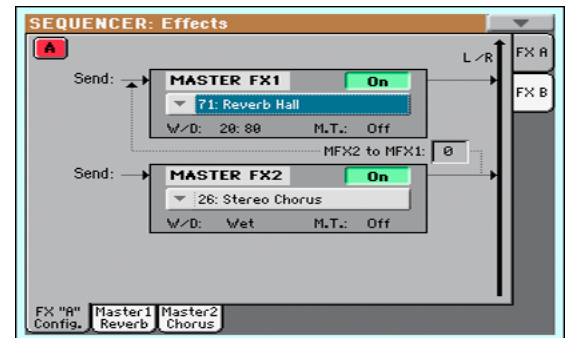 SEQUENCER: Effects
A
L/R
FX A
FX B
Send:
MASTER FX1
On
71: Reverb Hall
W/D: 20:80 M.T.: Off
MFX2 to MFX1: 0
Send:
MASTER FX2
On
26: Stereo Chorus
W/D: Wet M.T.: Off
FX "A" Config.
Master1 Reverb
Master2 Chorus